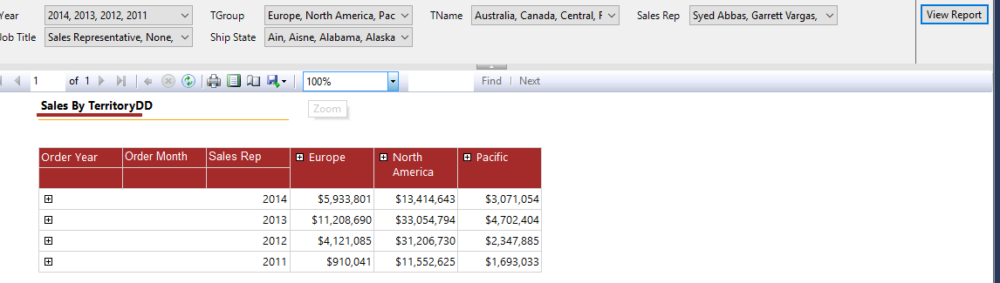 Year 2014, 2013, 2012, 2011 TGroup Europe, North America, Pac TName Australia, Canada, Central, F Sales Rep Syed Abbas, Garrett Vargas, View Report
Job Title Sales Representative, None, Ship State Ain, Aisne, Alabama, Alaska
1 of 1 100% Find | Next
Sales By TerritoryDD
Zoom
Order Year Order Month Sales Rep Europe North America Pacific
2014 $5,933,801 $13,414,643 $3,071,054
2013 $11,208,690 $33,054,794 $4,702,404
2012 $4,121,085 $31,206,730 $2,347,885
2011 $910,041 $11,552,625 $1,693,033